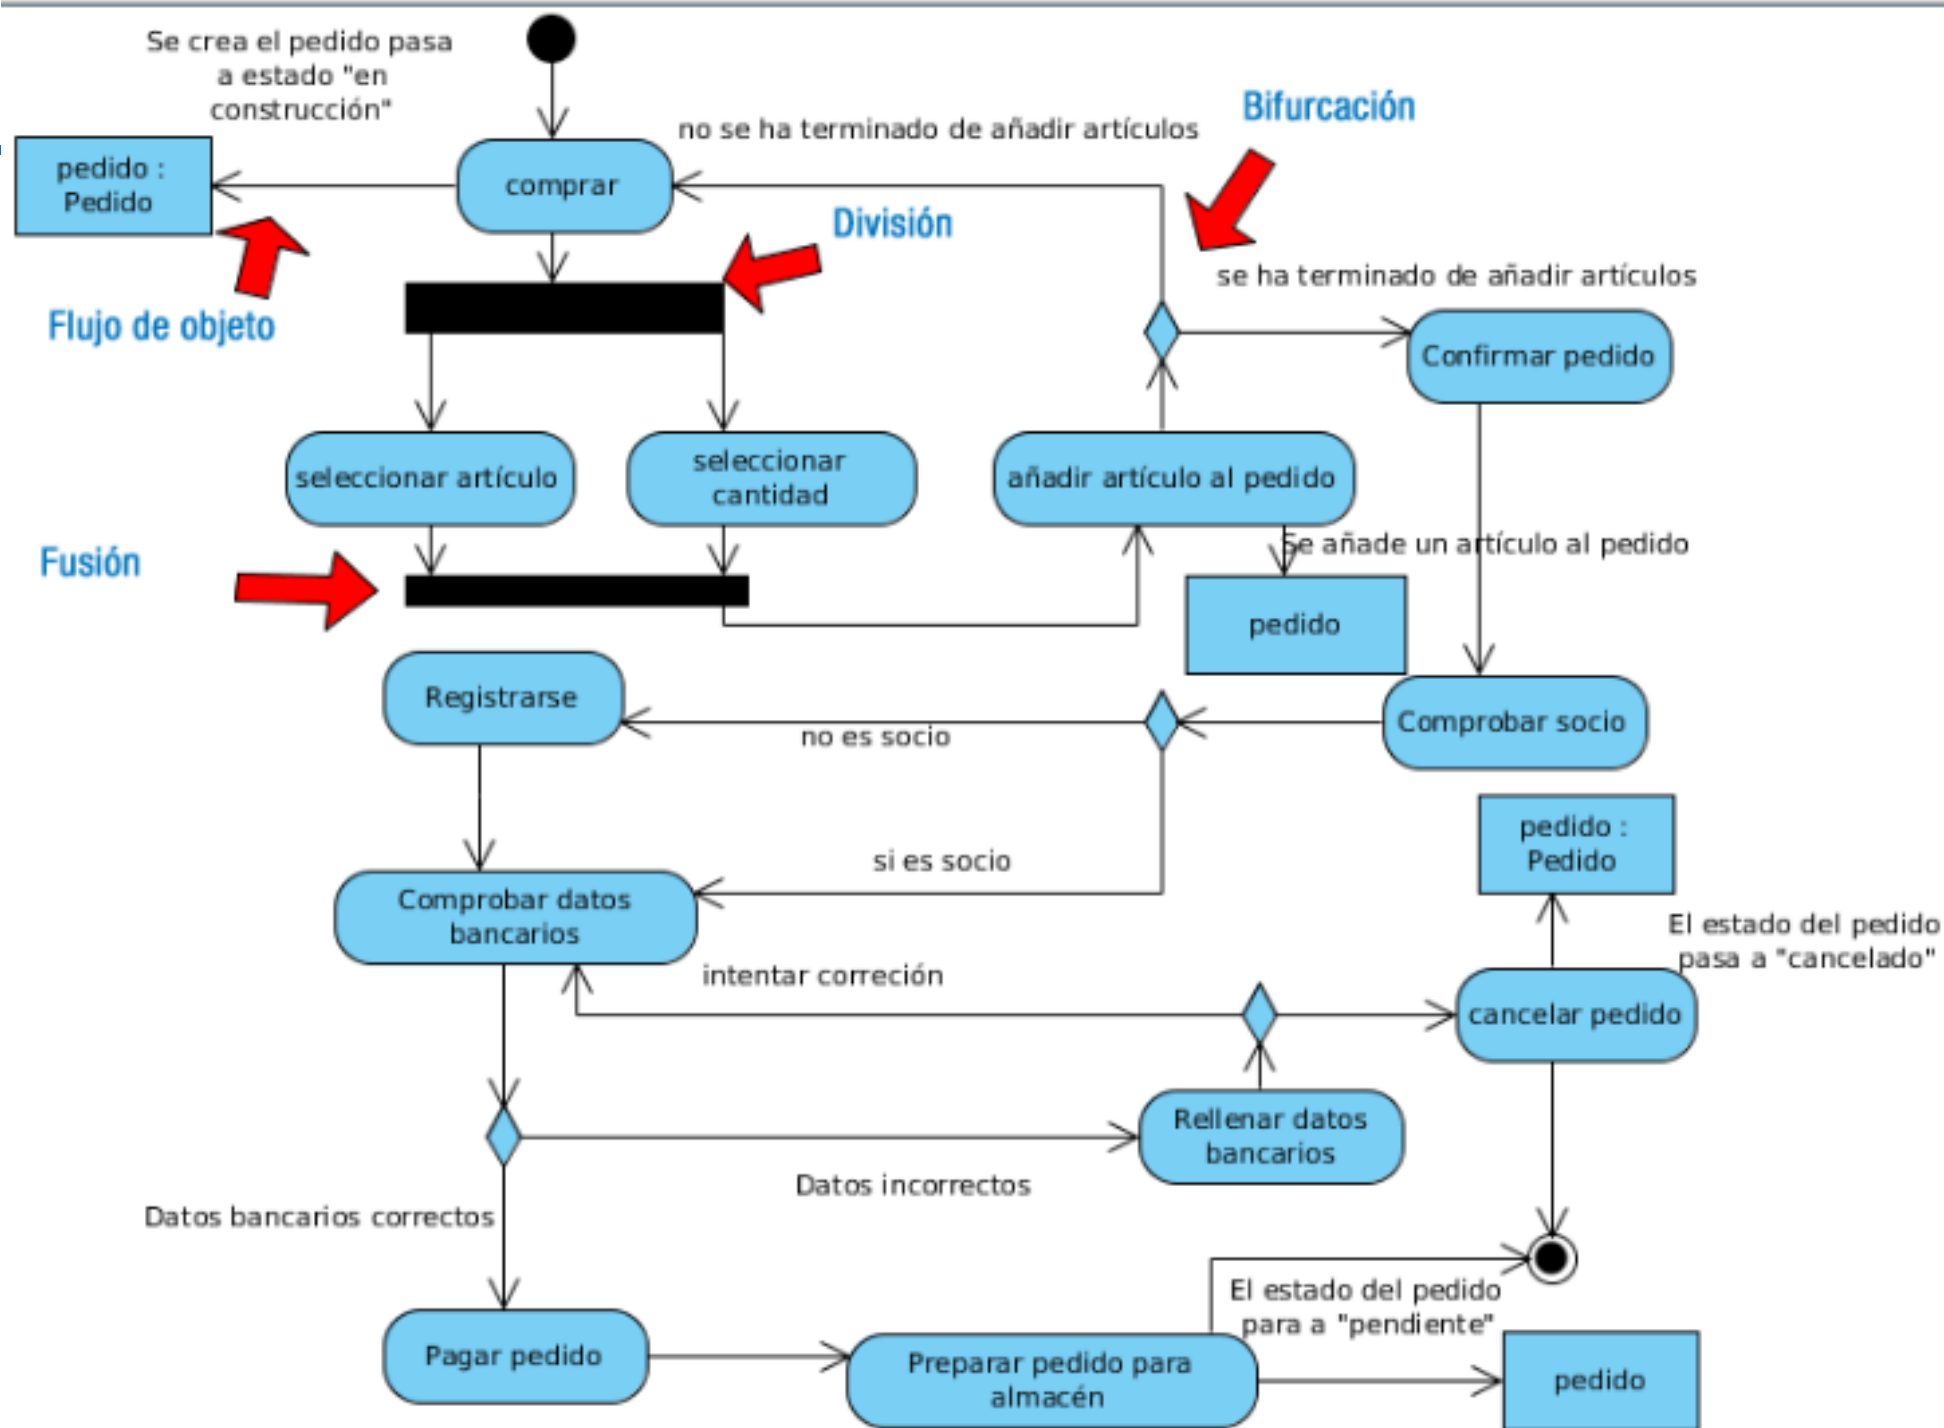 Se crea el pedido pasa
a estado "en
construcción"
Bifurcación
no se ha terminado de añadir artículos
pedido :
Pedido
comprar
División
se ha terminado de añadir artículos
Flujo de objeto
Confirmar pedido
seleccionar artículo
seleccionar
cantidad
añadir artículo al pedido
Se añade un artículo al pedido
Fusión
pedido
Registrarse
no es socio
Comprobar socio
pedido :
Pedido
si es socio
Comprobar datos
bancarios
El estado del pedido
pasa a "cancelado"
intentar correción
cancelar pedido
Rellenar datos
bancarios
Datos incorrectos
Datos bancarios correctos
El estado del pedido
para a "pendiente"
Pagar pedido
Preparar pedido para
almacén
pedido